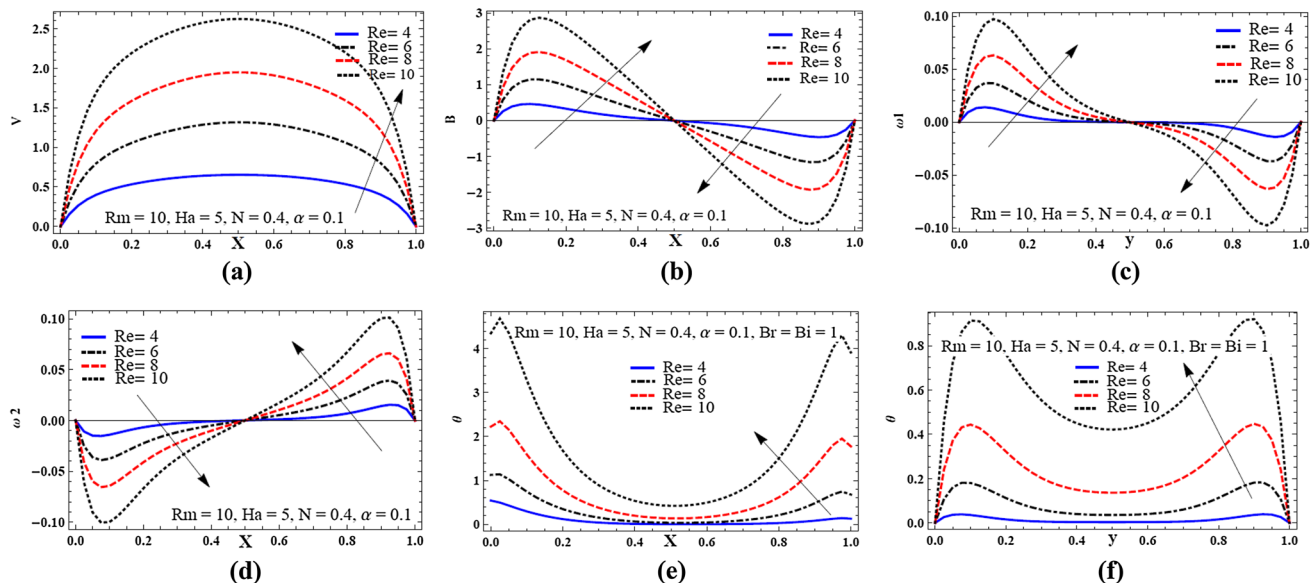 2.5
2.0
1.5
1.0
0.5
0.0
V
Re= 4
Re= 6
Re= 8
Re= 10
Rm = 10, Ha = 5, N = 0.4, α = 0.1
0.0 0.2 0.4 0.6 0.8 1.0
X
(a)
3
2
1
0
−1
−2
−3
B
Re= 4
Re= 6
Re= 8
Re= 10
Rm = 10, Ha = 5, N = 0.4, α = 0.1
0.0 0.2 0.4 0.6 0.8 1.0
X
(b)
0.10
0.05
0.00
−0.05
−0.10
ω1
Re= 4
Re= 6
Re= 8
Re= 10
Rm = 10, Ha = 5, N = 0.4, α = 0.1
0.0 0.2 0.4 0.6 0.8 1.0
y
(c)
0.10
0.05
0.00
−0.05
−0.10
ω2
Re= 4
Re= 6
Re= 8
Re= 10
Rm = 10, Ha = 5, N = 0.4, α = 0.1
0.0 0.2 0.4 0.6 0.8 1.0
X
(d)
4
3
2
1
0
θ
Rm = 10, Ha = 5, N = 0.4, α = 0.1, Br = Bi = 1
Re= 4
Re= 6
Re= 8
Re= 10
0.0 0.2 0.4 0.6 0.8 1.0
X
(e)
0.8
0.6
0.4
0.2
0.0
θ
Rm = 10, Ha = 5, N = 0.4, α = 0.1, Br = Bi = 1
Re= 4
Re= 6
Re= 8
Re= 10
0.0 0.2 0.4 0.6 0.8 1.0
y
(f)